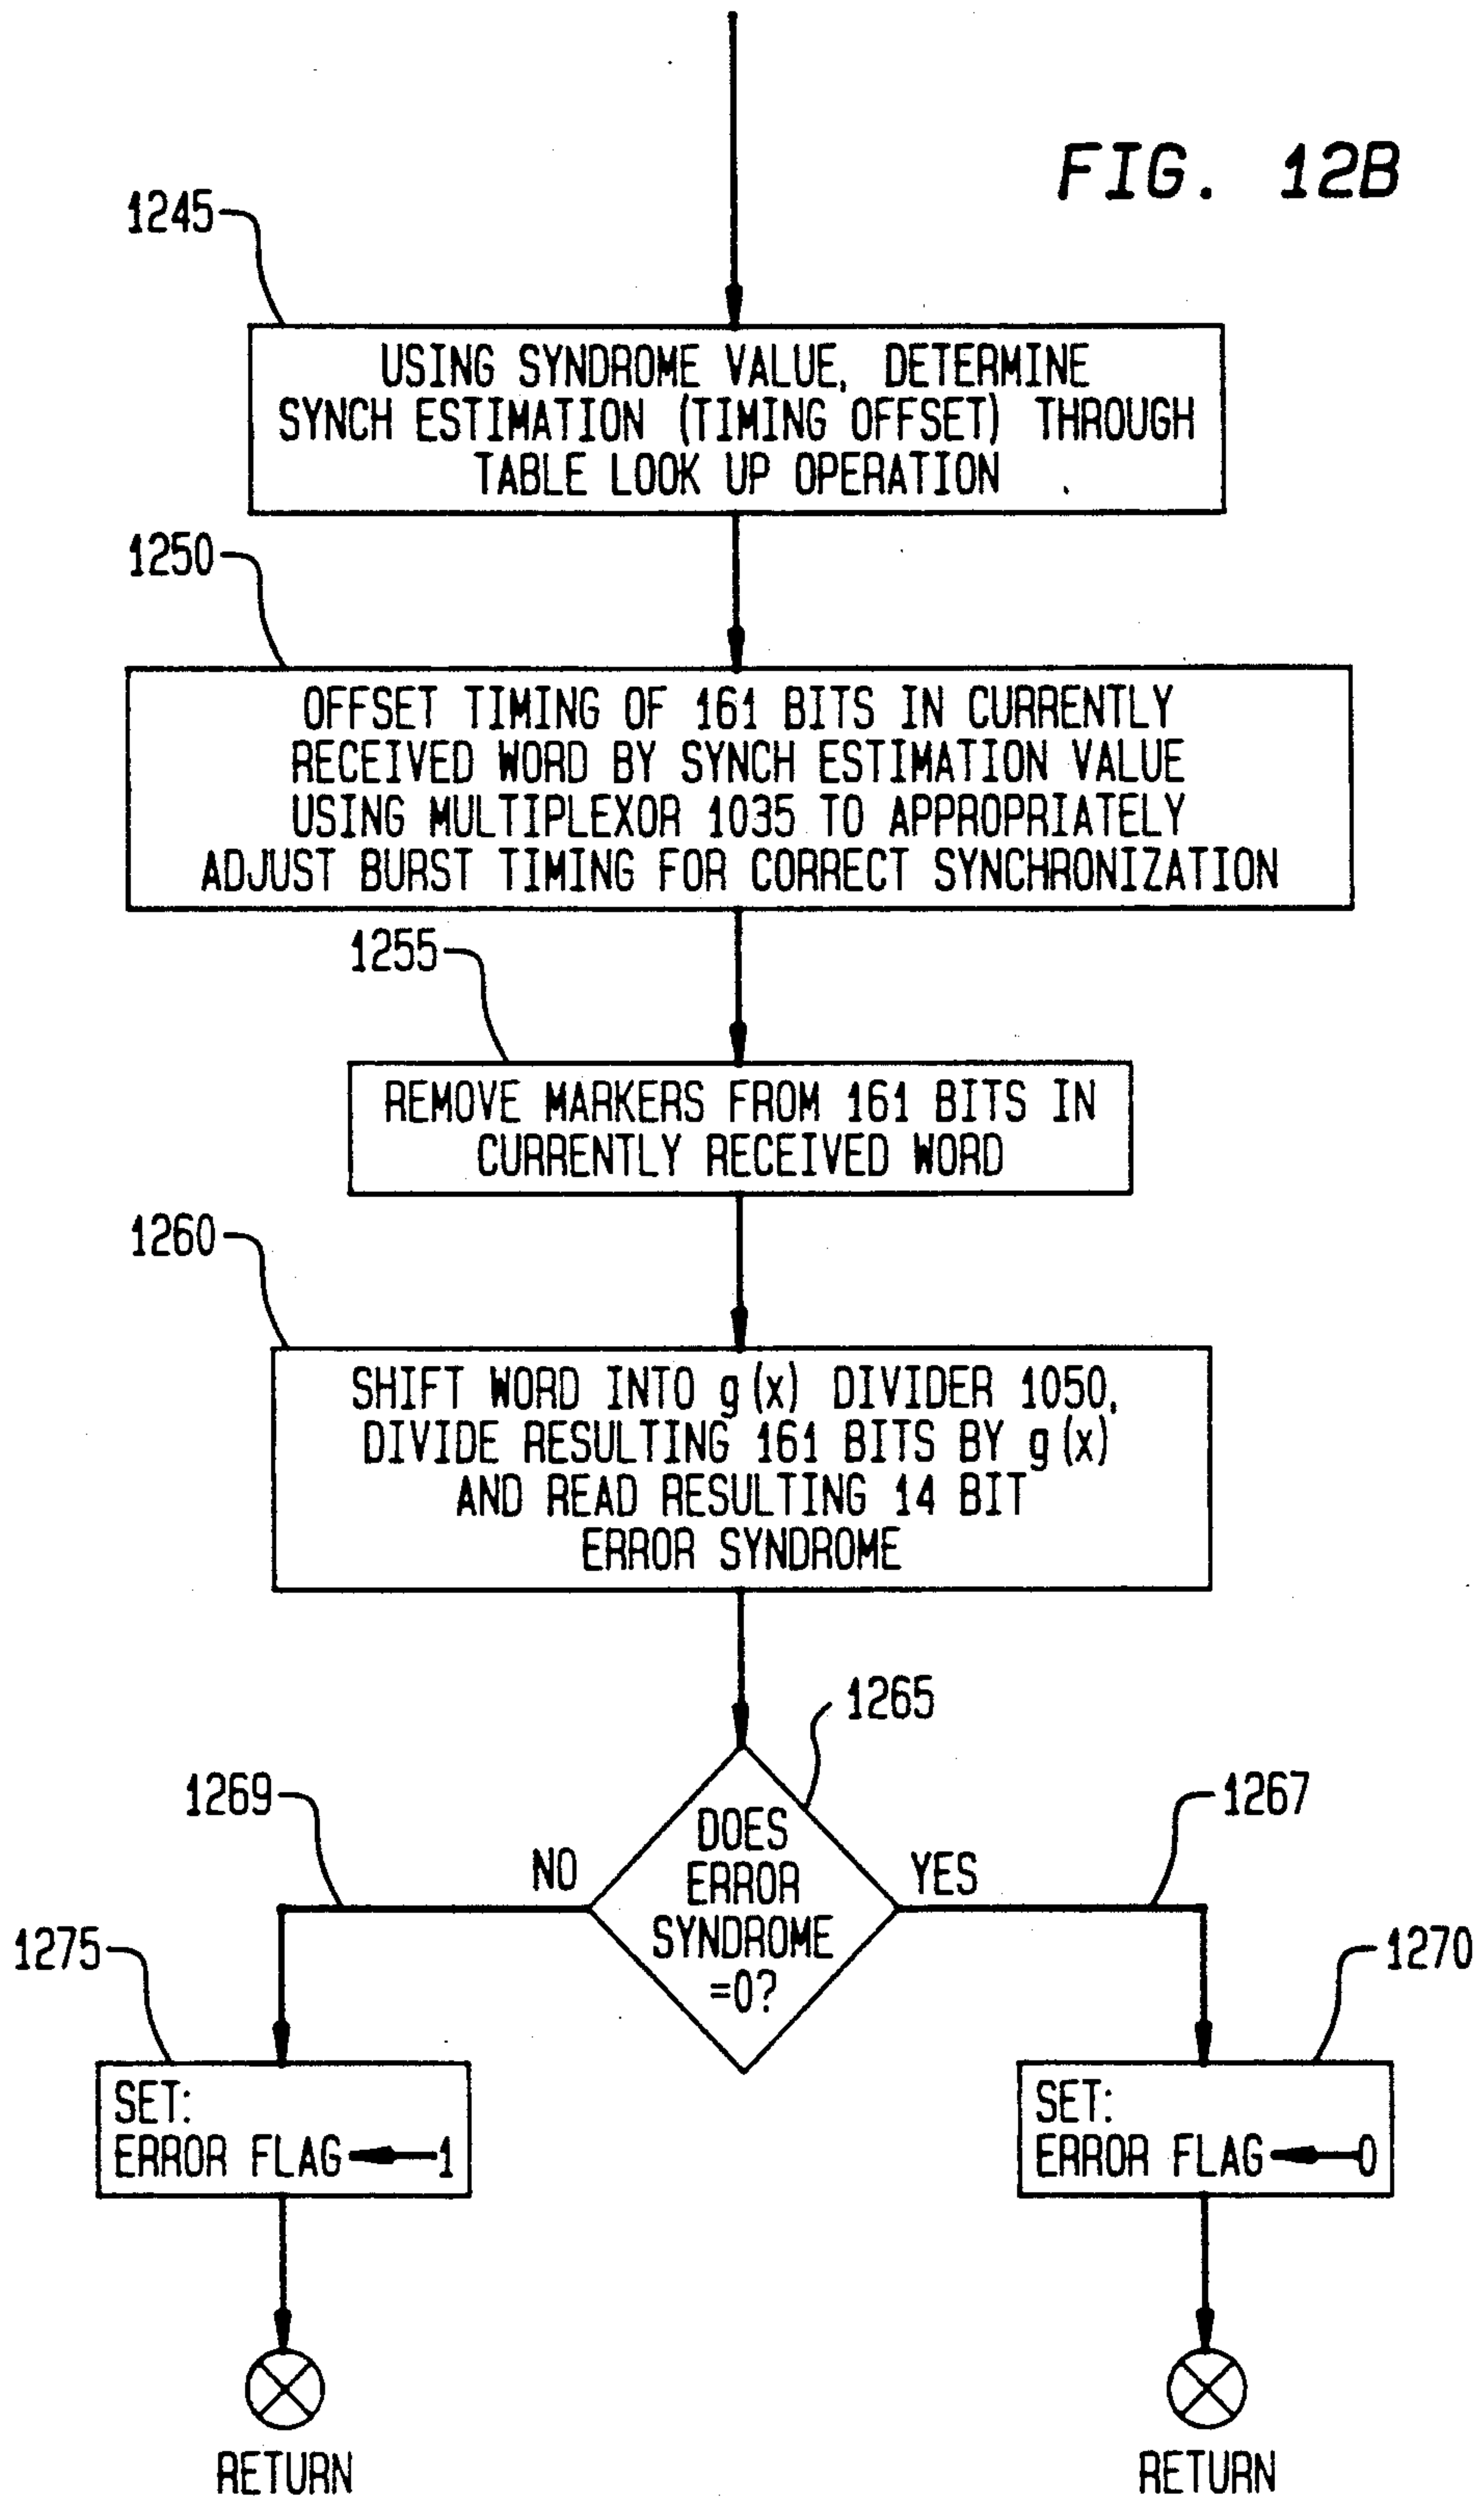 FIG. 12B
1245
USING SYNDROME VALUE, DETERMINE
SYNCH ESTIMATION (TIMING OFFSET) THROUGH
TABLE LOOK UP OPERATION
1250
OFFSET TIMING OF 161 BITS IN CURRENTLY
RECEIVED WORD BY SYNCH ESTIMATION VALUE
USING MULTIPLEXOR 1035 TO APPROPRIATELY
ADJUST BURST TIMING FOR CORRECT SYNCHRONIZATION
1255
REMOVE MARKERS FROM 161 BITS IN
CURRENTLY RECEIVED WORD
1260
SHIFT WORD INTO g(x) DIVIDER 1050,
DIVIDE RESULTING 161 BITS BY g(x)
AND READ RESULTING 14 BIT
ERROR SYNDROME
1265
1269
1267
NO
DOES
ERROR
SYNDROME
=0?
YES
1275
1270
SET:
ERROR FLAG ← 1
SET:
ERROR FLAG ← 0
RETURN
RETURN